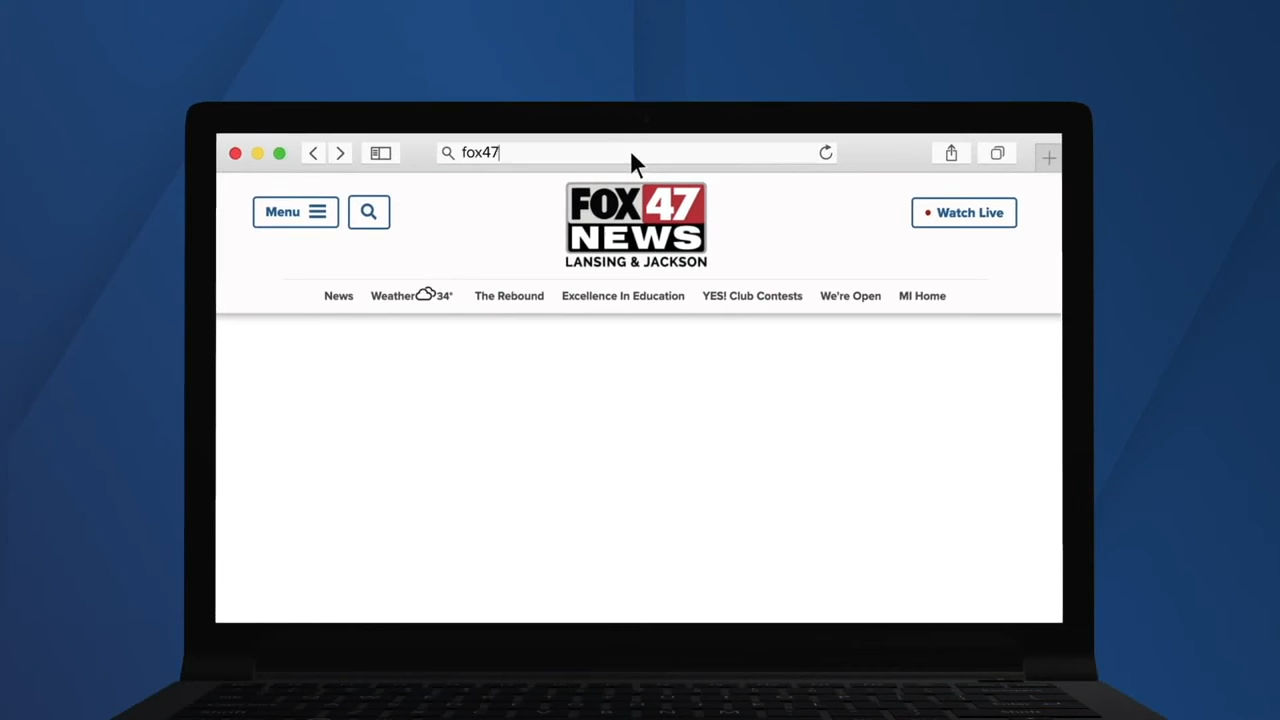 fox47
Menu
FOX 47
NEWS
LANSING & JACKSON
Watch Live
News Weather 34° The Rebound Excellence In Education YES! Club Contests We're Open MI Home